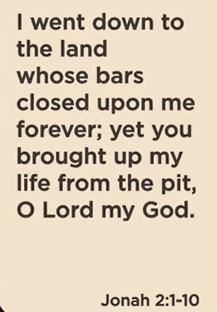 I went down to
the land
whose bars
closed upon me
forever; yet you
brought up my
life from the pit,
O Lord my God.
Jonah 2:1-10